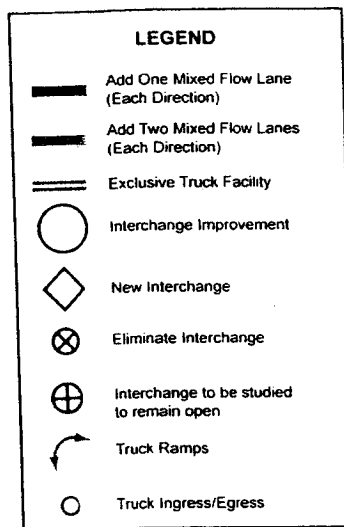 LEGEND
Add One Mixed Flow Lane
(Each Direction)
Add Two Mixed Flow Lanes
(Each Direction)
Exclusive Truck Facility
Interchange Improvement
New Interchange
Eliminate Interchange
Interchange to be studied
to remain open
Truck Ramps
Truck Ingress/Egress